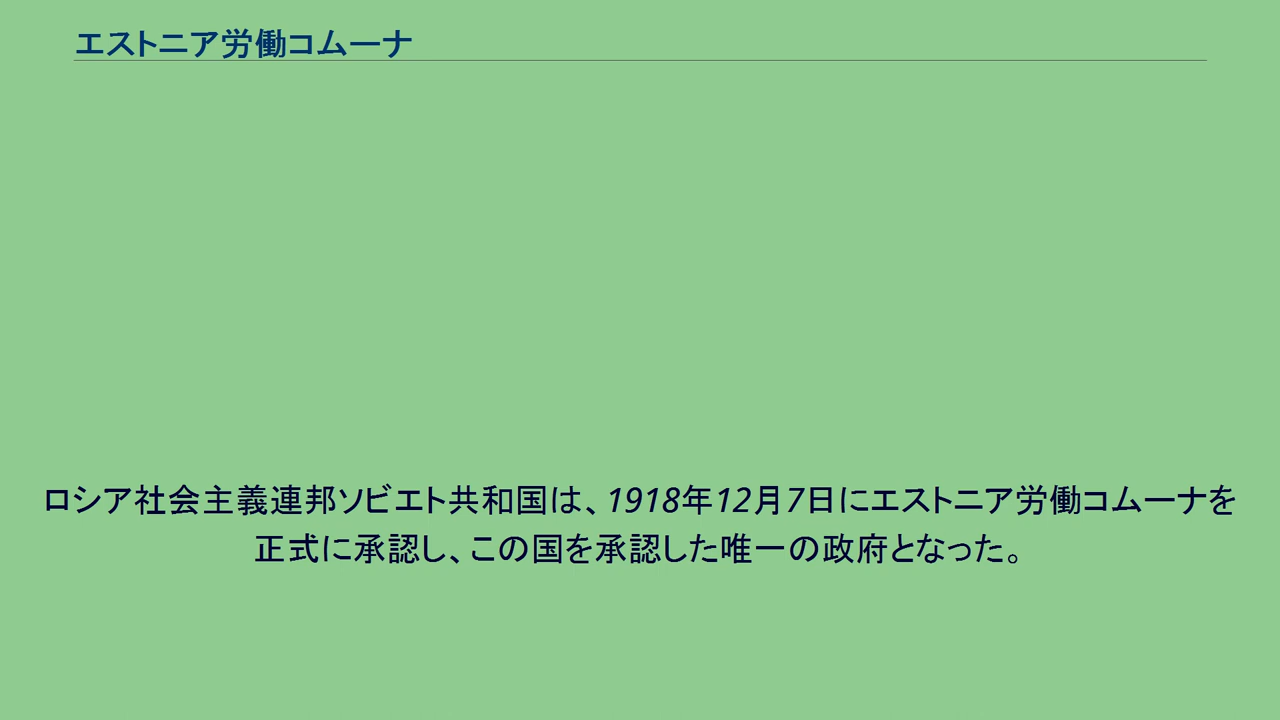 エストニア労働コムーナ
ロシア社会主義連邦ソビエト共和国は、1918年12月7日にエストニア労働コムーナを
正式に承認し、この国を承認した唯一の政府となった。